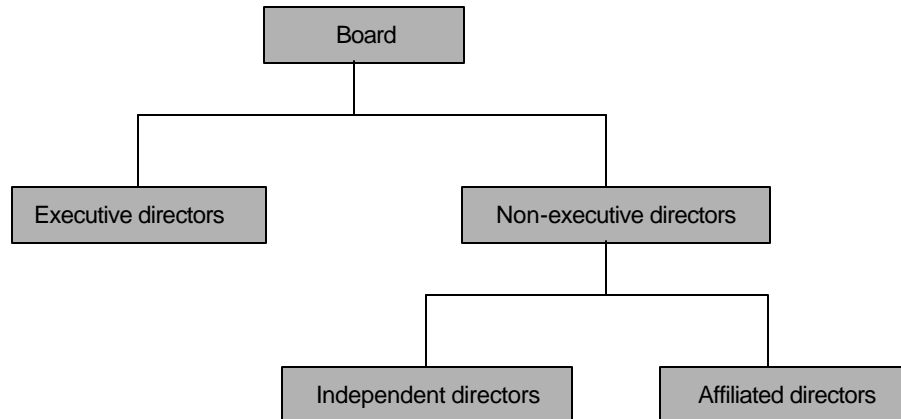 Board
Executive directors
Non-executive directors
Independent directors
Affiliated directors